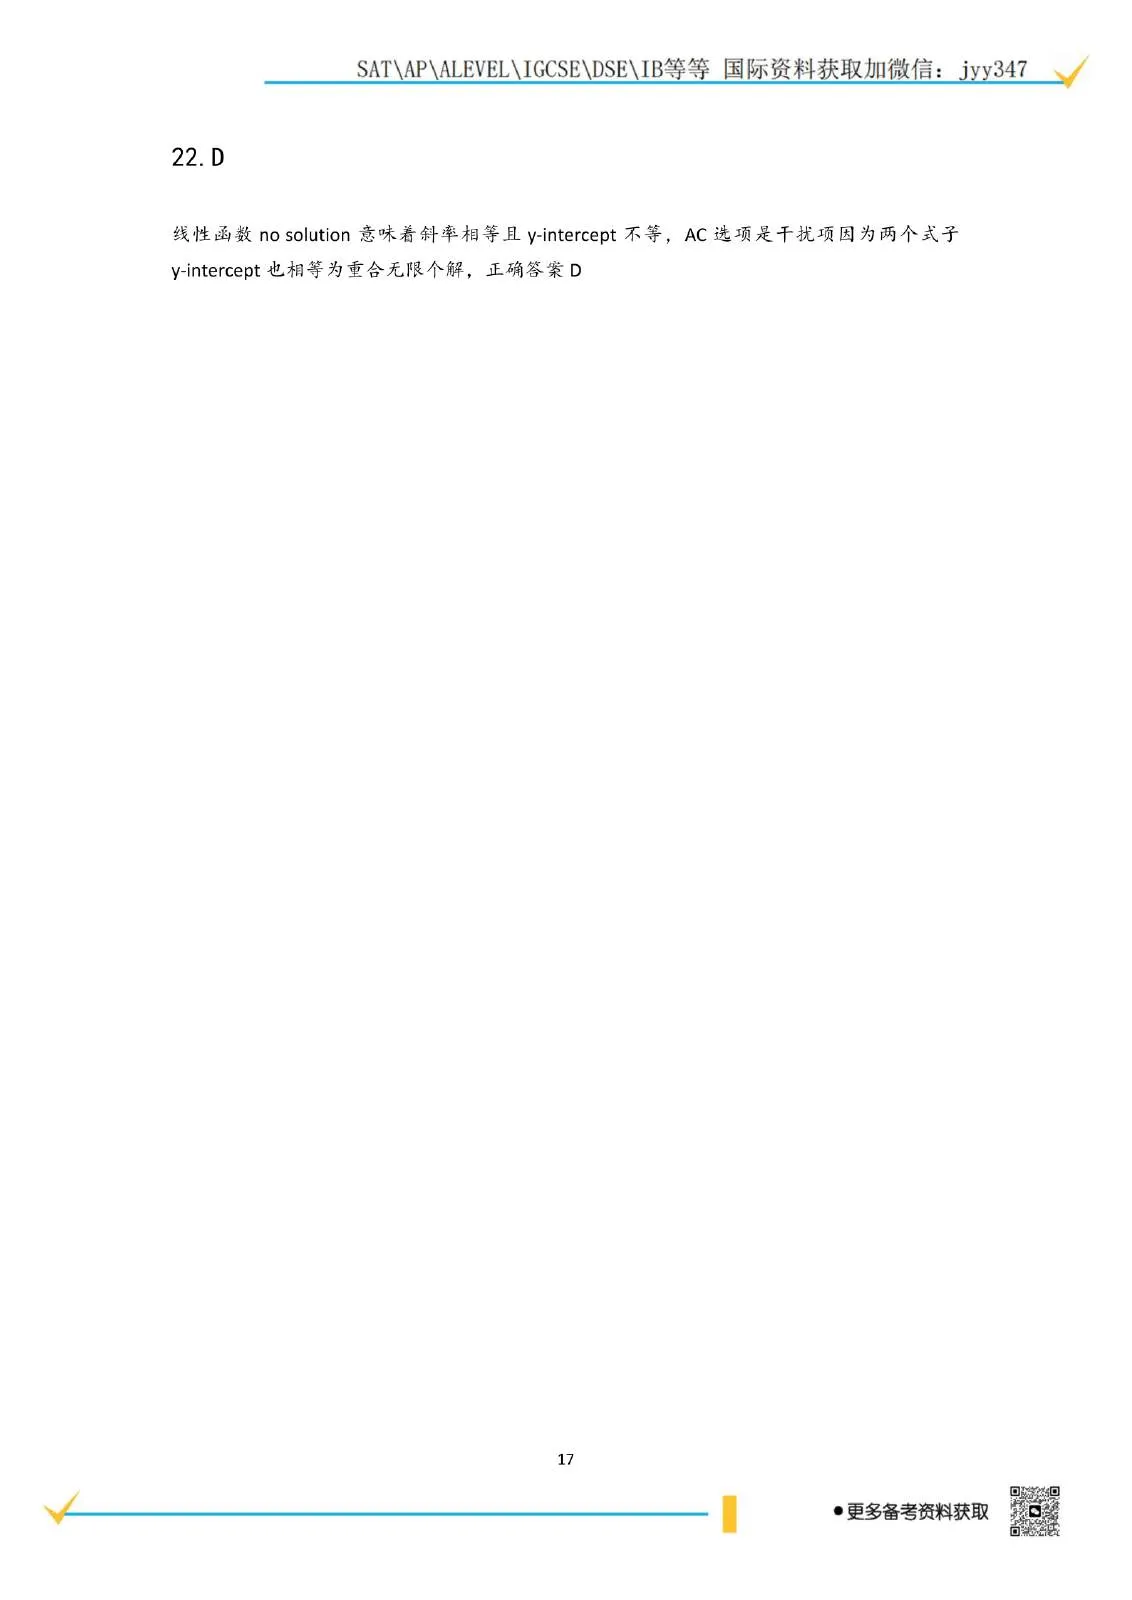 SAT\AP\ALEVEL\IGCSE\DSE\IB等等 国际资料获取加微信：jyy347
22. D
线性函数 no solution 意味着斜率相等且 y-intercept 不等，AC 选项是干扰项因为两个式子
y-intercept 也相等为重合无限个解，正确答案 D
17
●更多备考资料获取